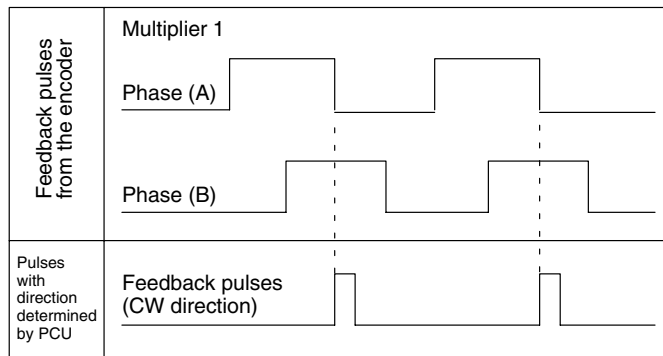 Feedback pulses
from the encoder
Multiplier 1
Phase (A)
Phase (B)
Pulses
with
direction
determined
by PCU
Feedback pulses
(CW direction)